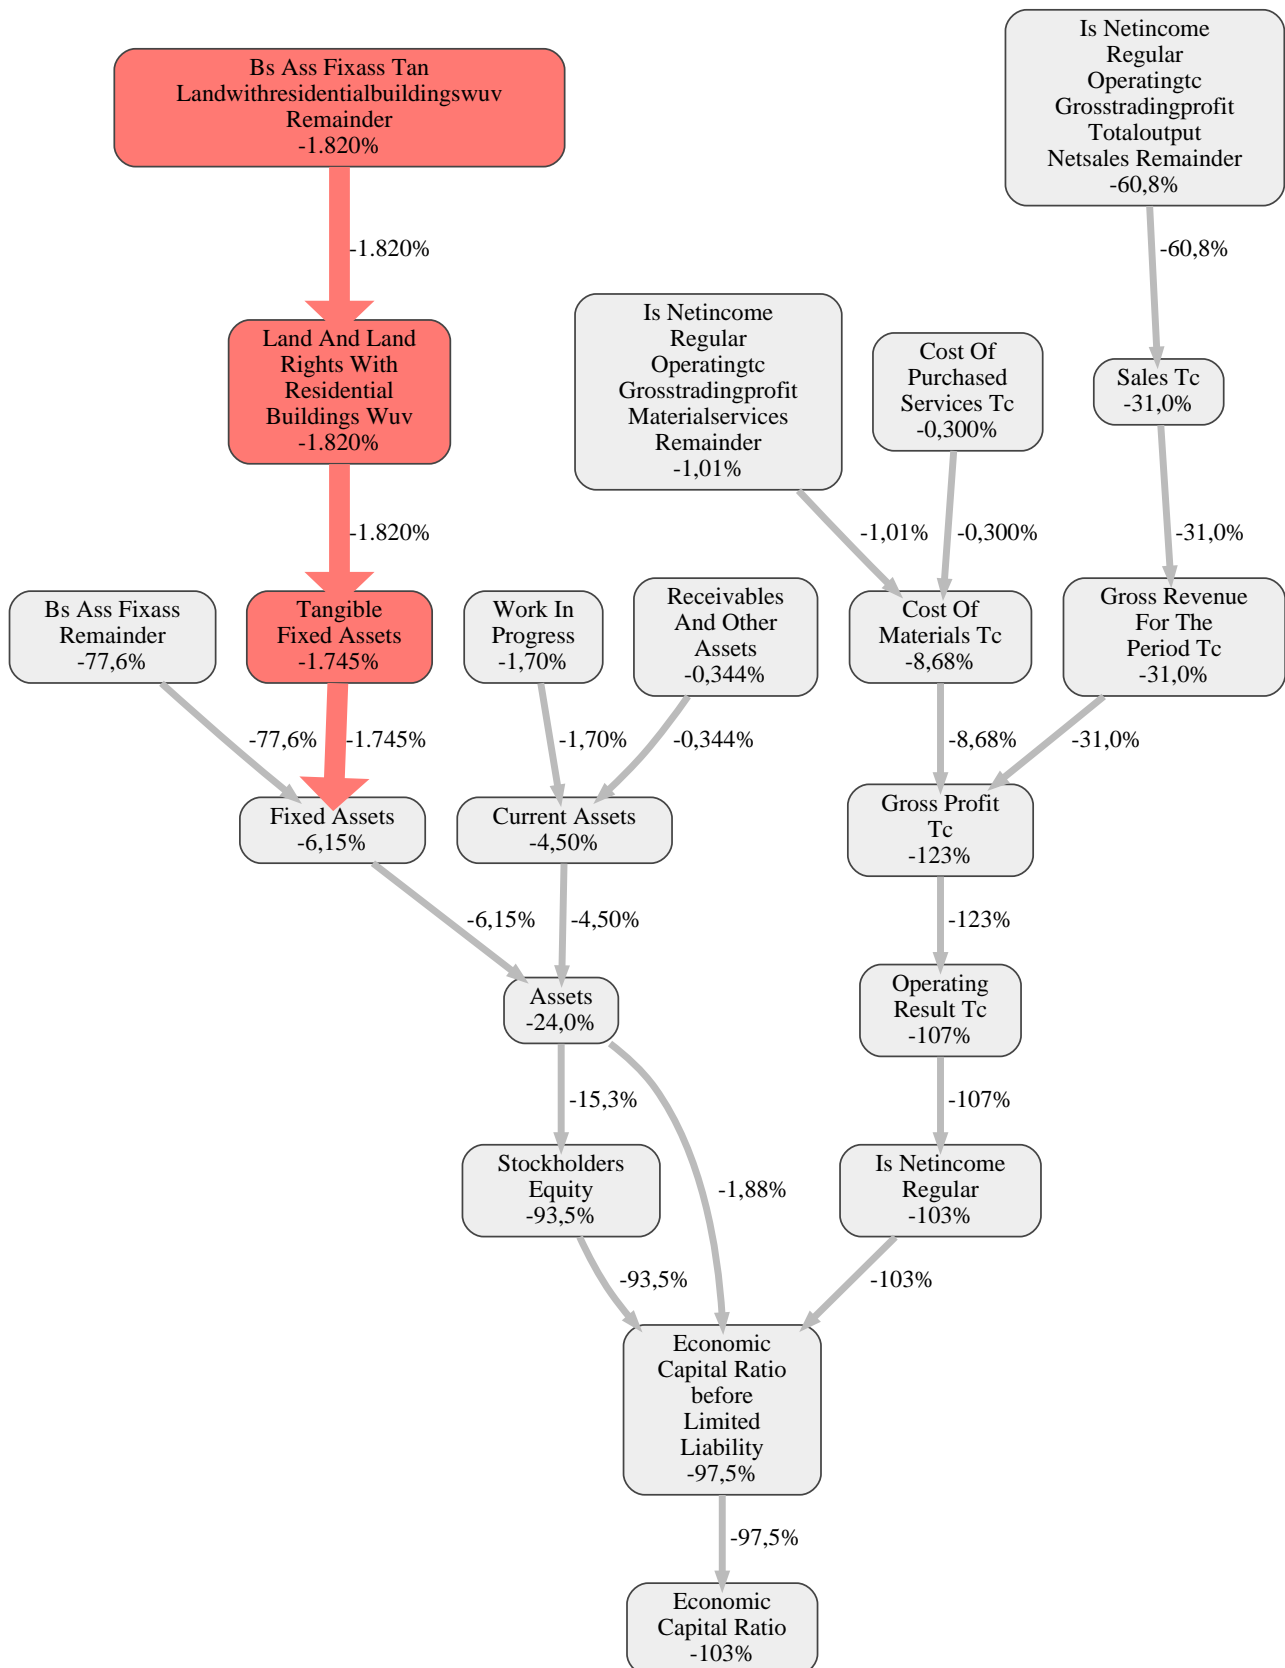 Is Netincome
Regular
Operatingtc
Grosstradingprofit
Totaloutput
Netsales Remainder
-60,8%
Bs Ass Fixass Tan
Landwithresidentialbuildingswuv
Remainder
-1.820%
-1.820%
-60,8%
Is Netincome
Regular
Operatingtc
Grosstradingprofit
Materialservices
Remainder
-1,01%
Land And Land
Rights With
Residential
Buildings Wuv
-1.820%
Cost Of
Purchased
Services Tc
-0,300%
Sales Tc
-31,0%
-1.820%
-1,01%
-0,300%
-31,0%
Bs Ass Fixass
Remainder
-77,6%
Tangible
Fixed Assets
-1.745%
Work In
Progress
-1,70%
Receivables
And Other
Assets
-0,344%
Cost Of
Materials Tc
-8,68%
Gross Revenue
For The
Period Tc
-31,0%
-77,6%
-1.745%
-1,70%
-0,344%
-8,68%
-31,0%
Fixed Assets
-6,15%
Current Assets
-4,50%
Gross Profit
Tc
-123%
-6,15%
-4,50%
-123%
Assets
-24,0%
Operating
Result Tc
-107%
-15,3%
-107%
Stockholders
Equity
-93,5%
-1,88%
Is Netincome
Regular
-103%
-93,5%
-103%
Economic
Capital Ratio
before
Limited
Liability
-97,5%
-97,5%
Economic
Capital Ratio
-103%